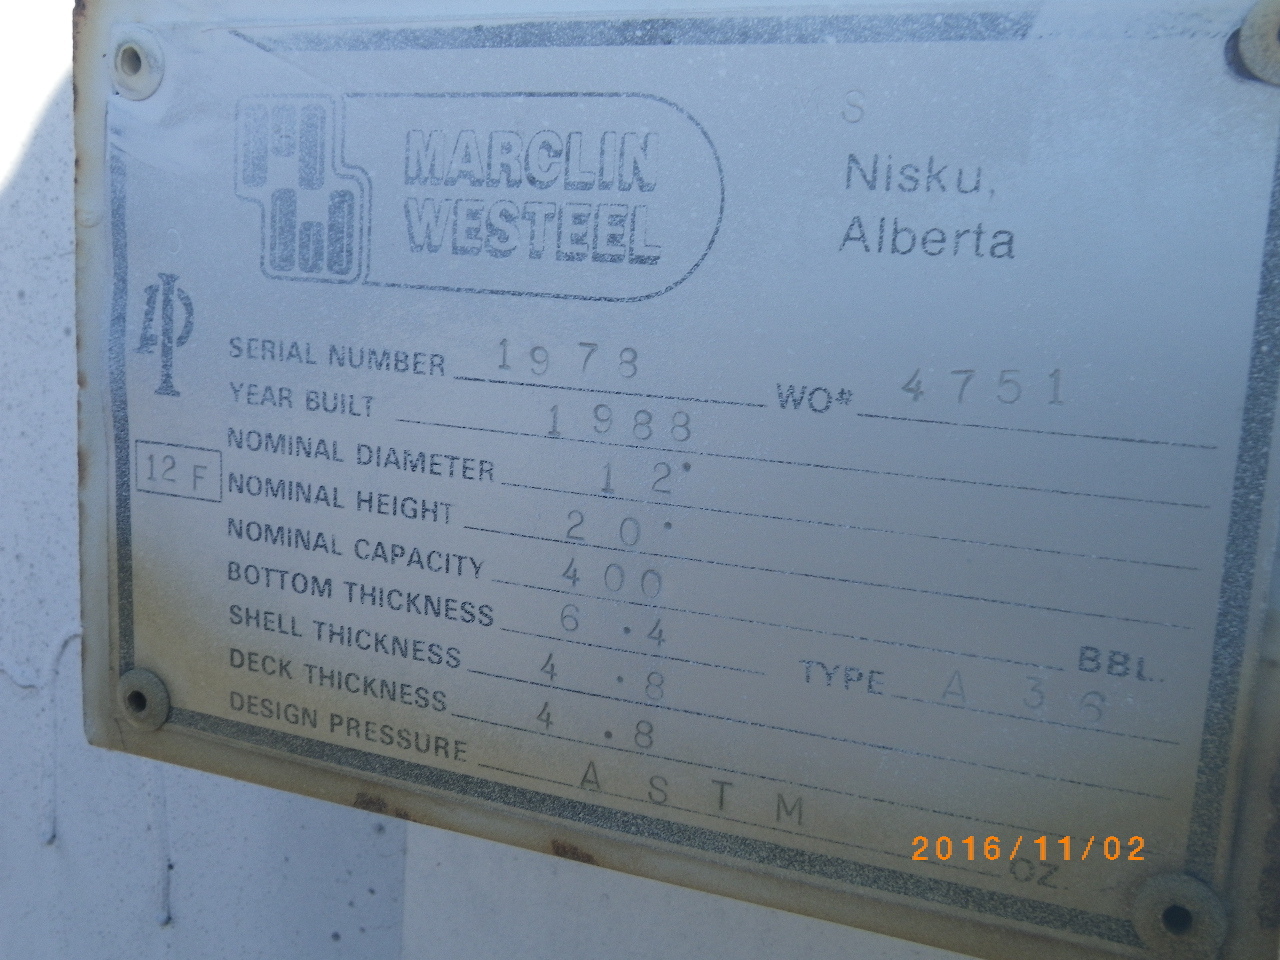 S
MARCLIN
WESTEEL
Nisku,
Alberta
API
12 F
SERIAL NUMBER 1978 WO# 4751
YEAR BUILT 1988
NOMINAL DIAMETER 12'
NOMINAL HEIGHT 20'
NOMINAL CAPACITY 400 BBL.
BOTTOM THICKNESS 6.4 TYPE A 36
SHELL THICKNESS 4.8
DECK THICKNESS 4.8
DESIGN PRESSURE ASTM OZ.
2016/11/02